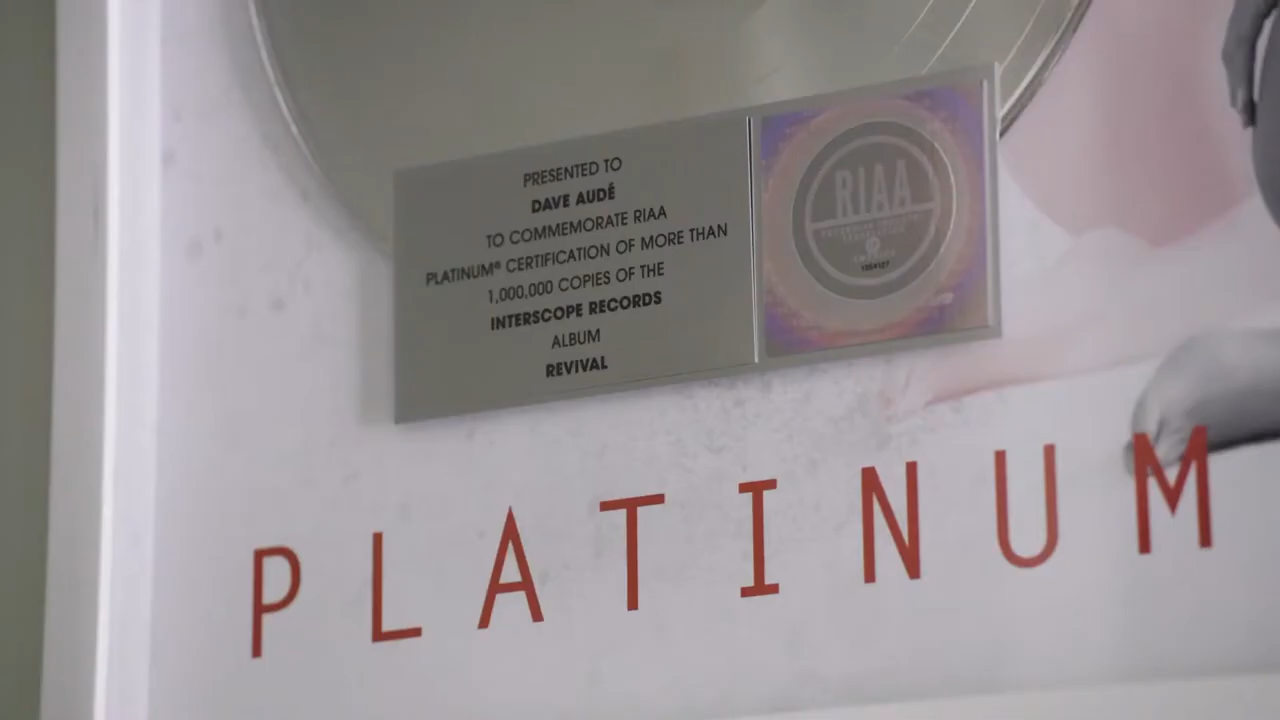 PRESENTED TO
DAVE AUDÉ
TO COMMEMORATE RIAA
PLATINUM® CERTIFICATION OF MORE THAN
1,000,000 COPIES OF THE
INTERSCOPE RECORDS
ALBUM
REVIVAL
RIAA
PLATINUM